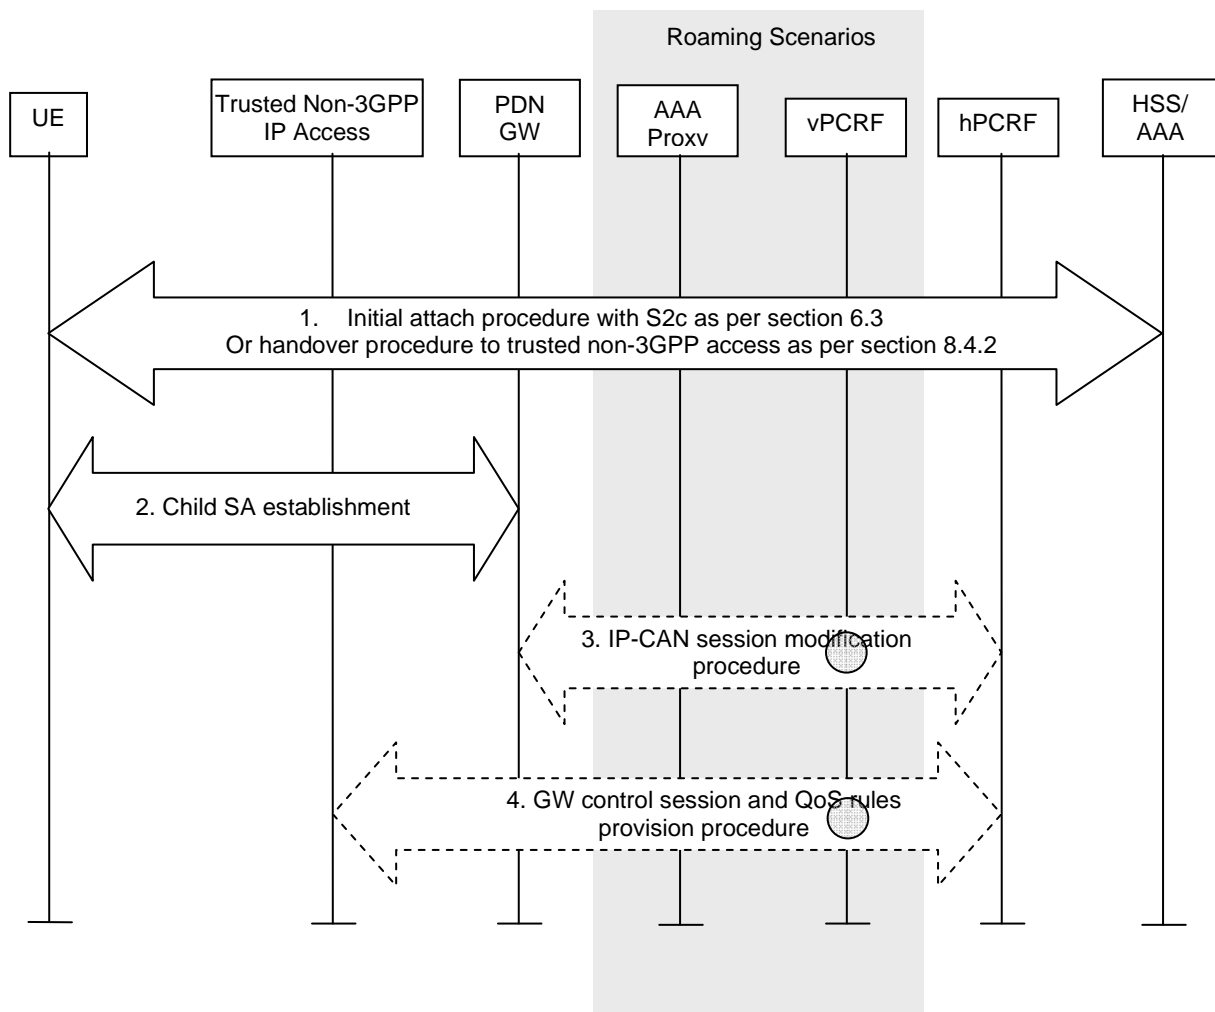 Roaming Scenarios
UE
Trusted Non-3GPP
IP Access
PDN
GW
AAA
Proxv
vPCRF
hPCRF
HSS/
AAA
1. Initial attach procedure with S2c as per section 6.3
Or handover procedure to trusted non-3GPP access as per section 8.4.2
2. Child SA establishment
3. IP-CAN session modification
procedure
4. GW control session and QoS rules
provision procedure